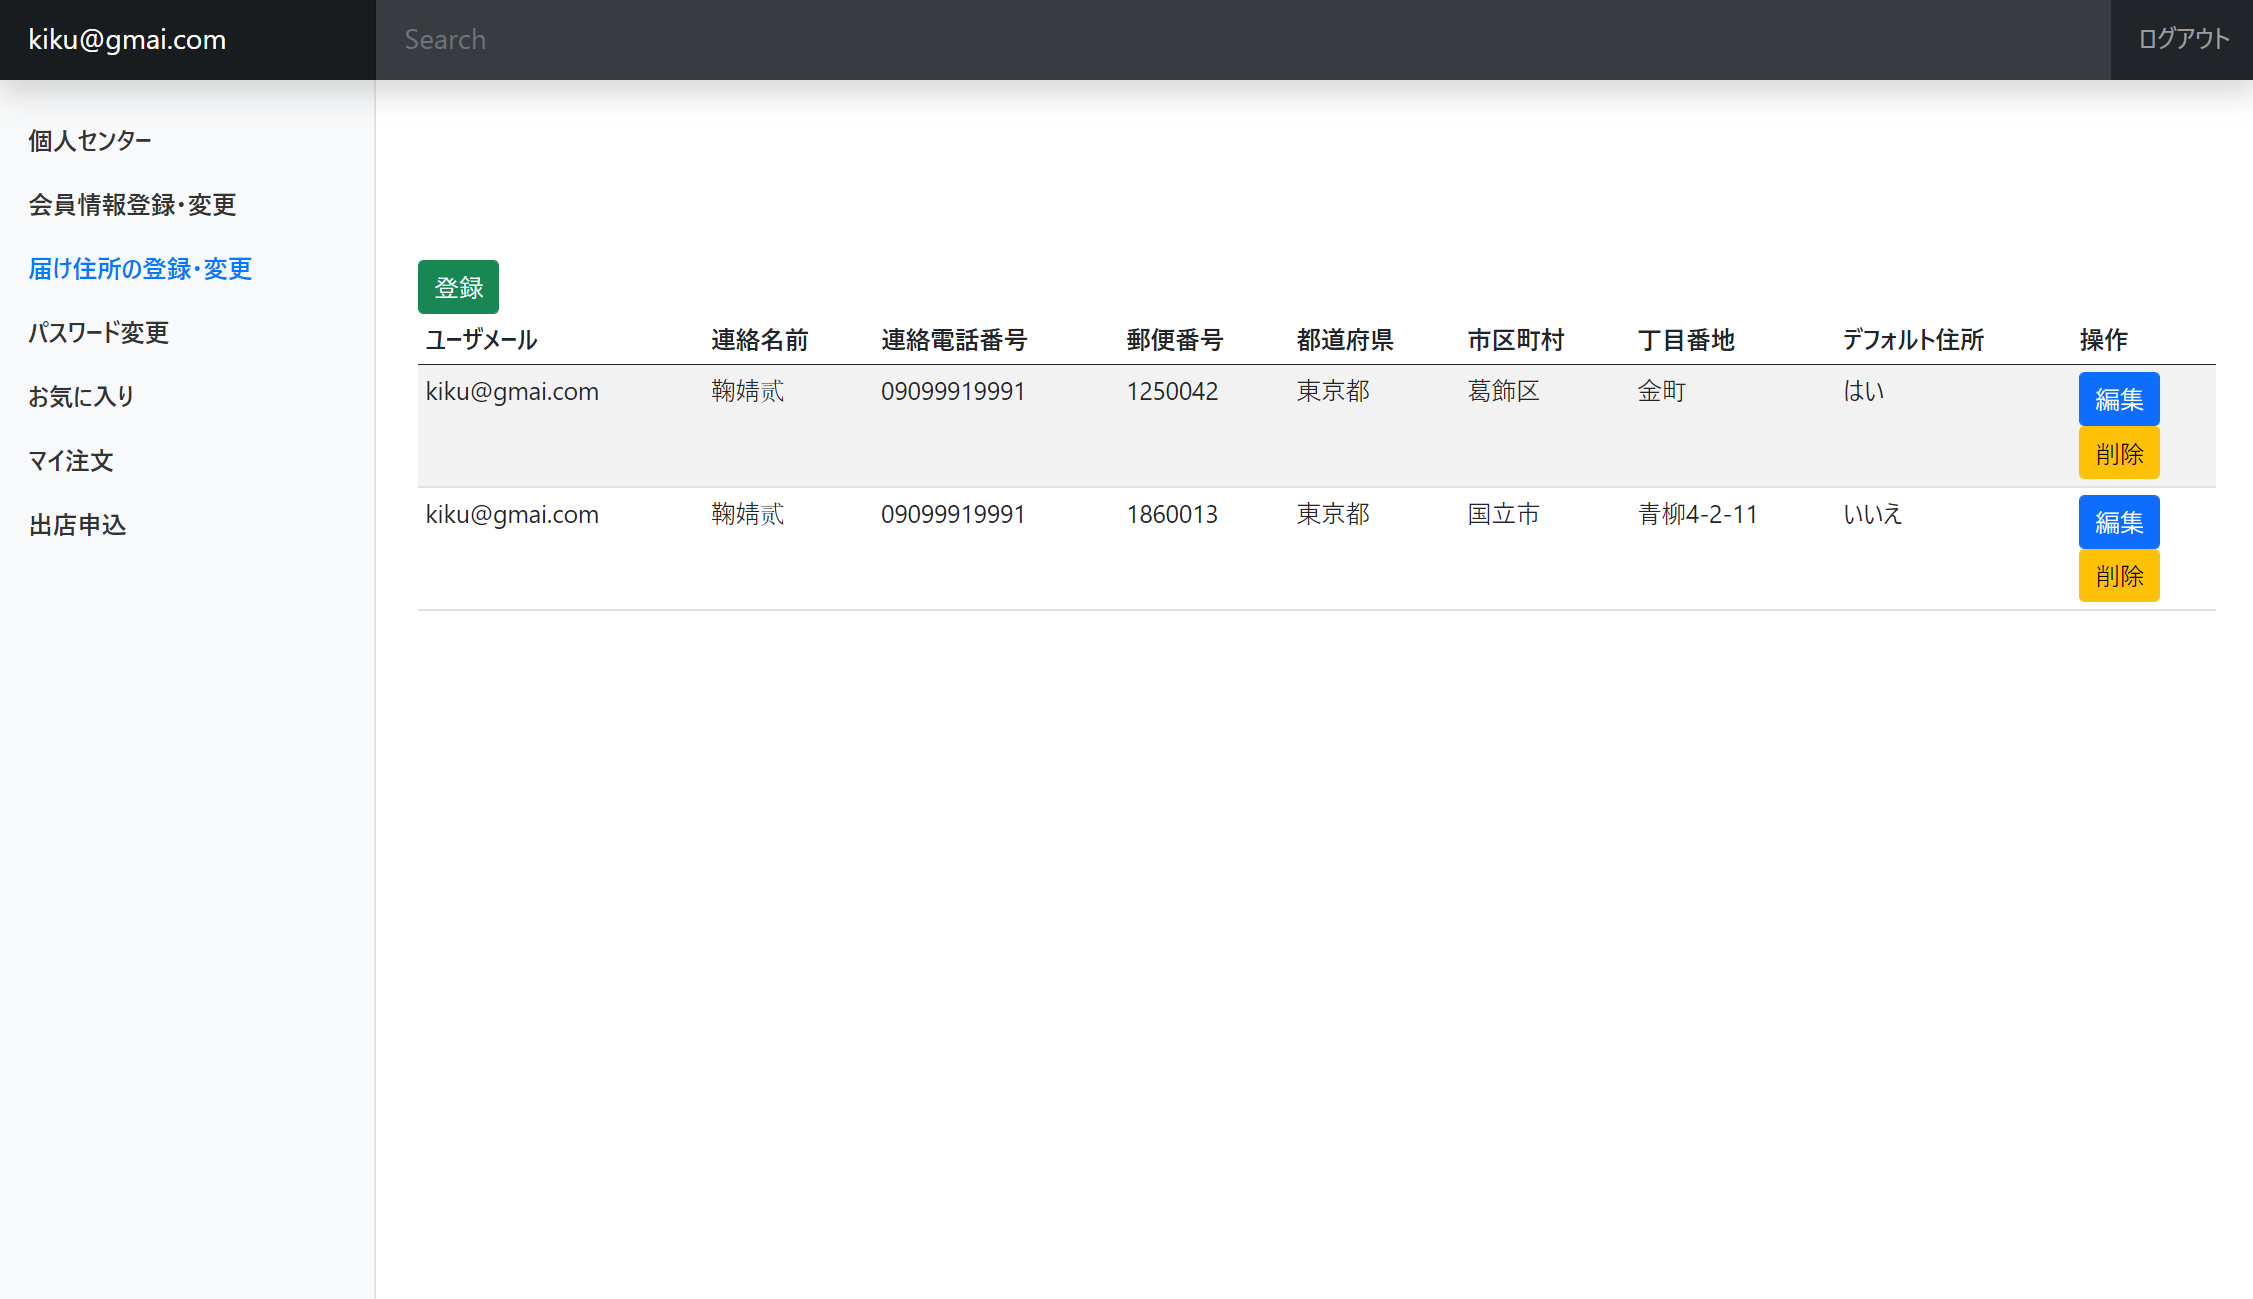 kiku@gmai.com Search ログアウト
個人センター
会員情報登録・変更
届け住所の登録・変更
パスワード変更
お気に入り
マイ注文
出店申込
登録
ユーザメール 連絡名前 連絡電話番号 郵便番号 都道府県 市区町村 丁目番地 デフォルト住所 操作
kiku@gmai.com 鞠婧贰 09099919991 1250042 東京都 葛飾区 金町 はい 編集
削除
kiku@gmai.com 鞠婧贰 09099919991 1860013 東京都 国立市 青柳4-2-11 いいえ 編集
削除